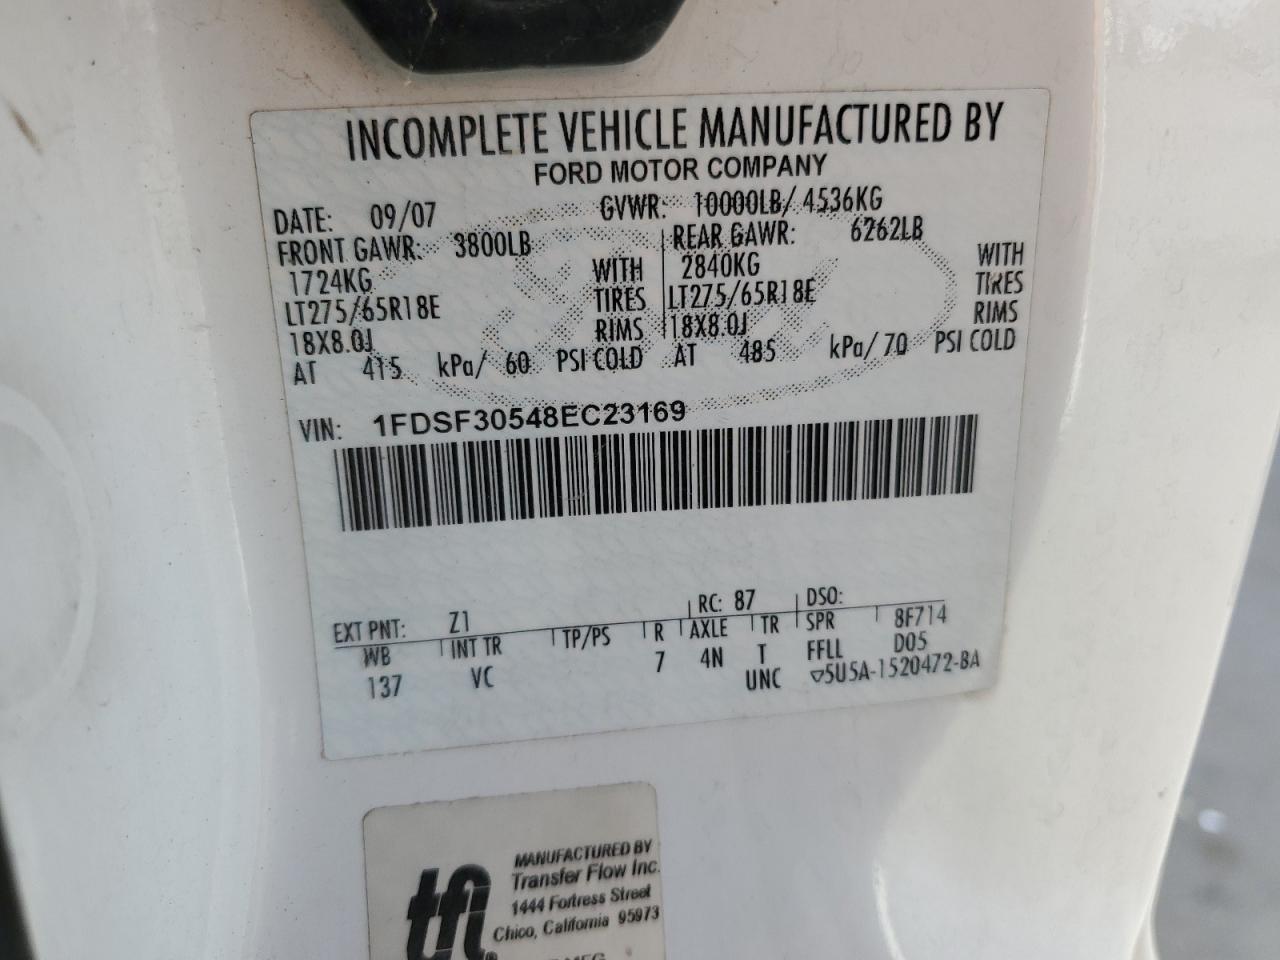 INCOMPLETE VEHICLE MANUFACTURED BY
FORD MOTOR COMPANY
DATE: 09/07 GVWR: 10000LB/ 4536KG
FRONT GAWR: 3800LB REAR GAWR: 6262LB
1724KG WITH 2840KG WITH
LT275/65R18E TIRES LT275/65R18E TIRES
18X8.0J RIMS 18X8.0J RIMS
AT 415 kPa/ 60 PSI COLD AT 485 kPa/ 70 PSI COLD
VIN: 1FDSF30548EC23169
EXT PNT: Z1 RC: 87 DSO:
WB INT TR TP/PS R AXLE TR SPR 8F714
137 VC 7 4N T FFLL D05
UNC ▽5U5A-1520472-BA
tfi
MANUFACTURED BY
Transfer Flow Inc.
1444 Fortress Street
Chico, California 95973